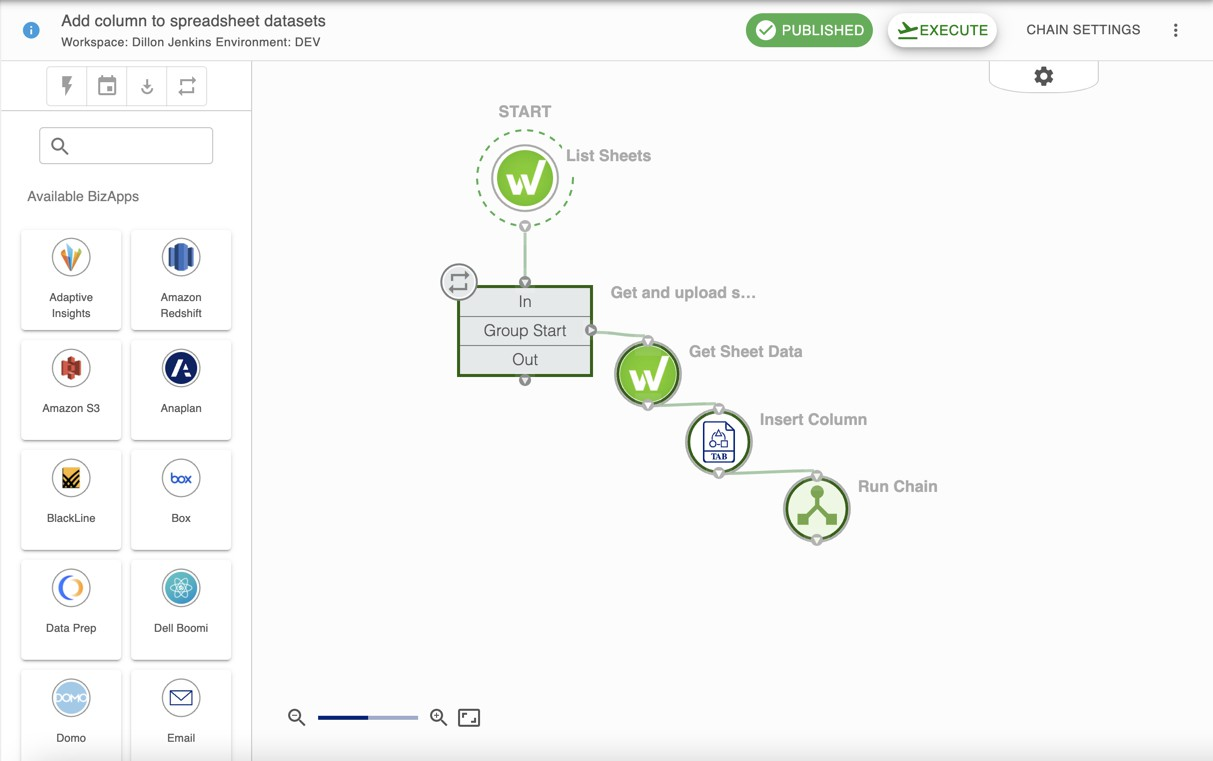 Add column to spreadsheet datasets
Workspace: Dillon Jenkins Environment: DEV
PUBLISHED
EXECUTE
CHAIN SETTINGS
Available BizApps
Adaptive
Insights
Amazon
Redshift
Amazon S3
Anaplan
BlackLine
box
Box
Data Prep
Dell Boomi
DOMO
Domo
Email
START
List Sheets
In
Group Start
Out
Get and upload s...
Get Sheet Data
Insert Column
TAB
Run Chain